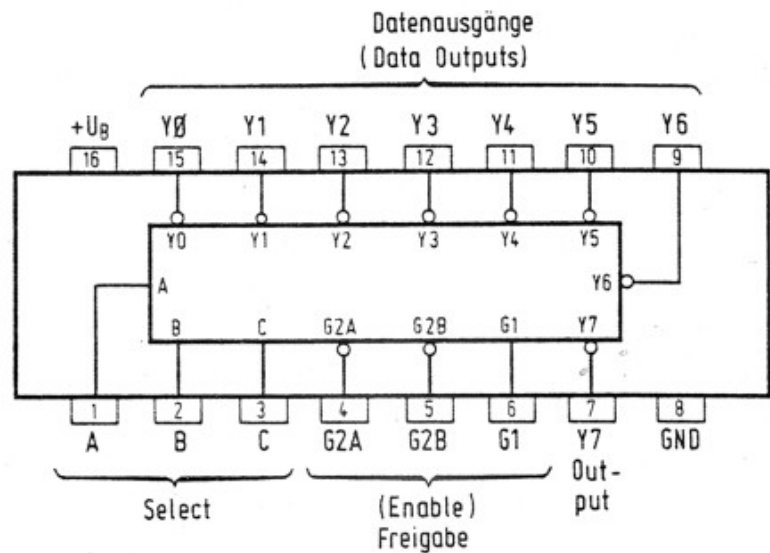 Datenausgänge
(Data Outputs)
+UB YØ Y1 Y2 Y3 Y4 Y5 Y6
16 15 14 13 12 11 10 9
Y0 Y1 Y2 Y3 Y4 Y5
A Y6
B C G2A G2B G1 Y7
1 2 3 4 5 6 7 8
A B C G2A G2B G1 Y7 GND
Out-
put
Select
(Enable)
Freigabe